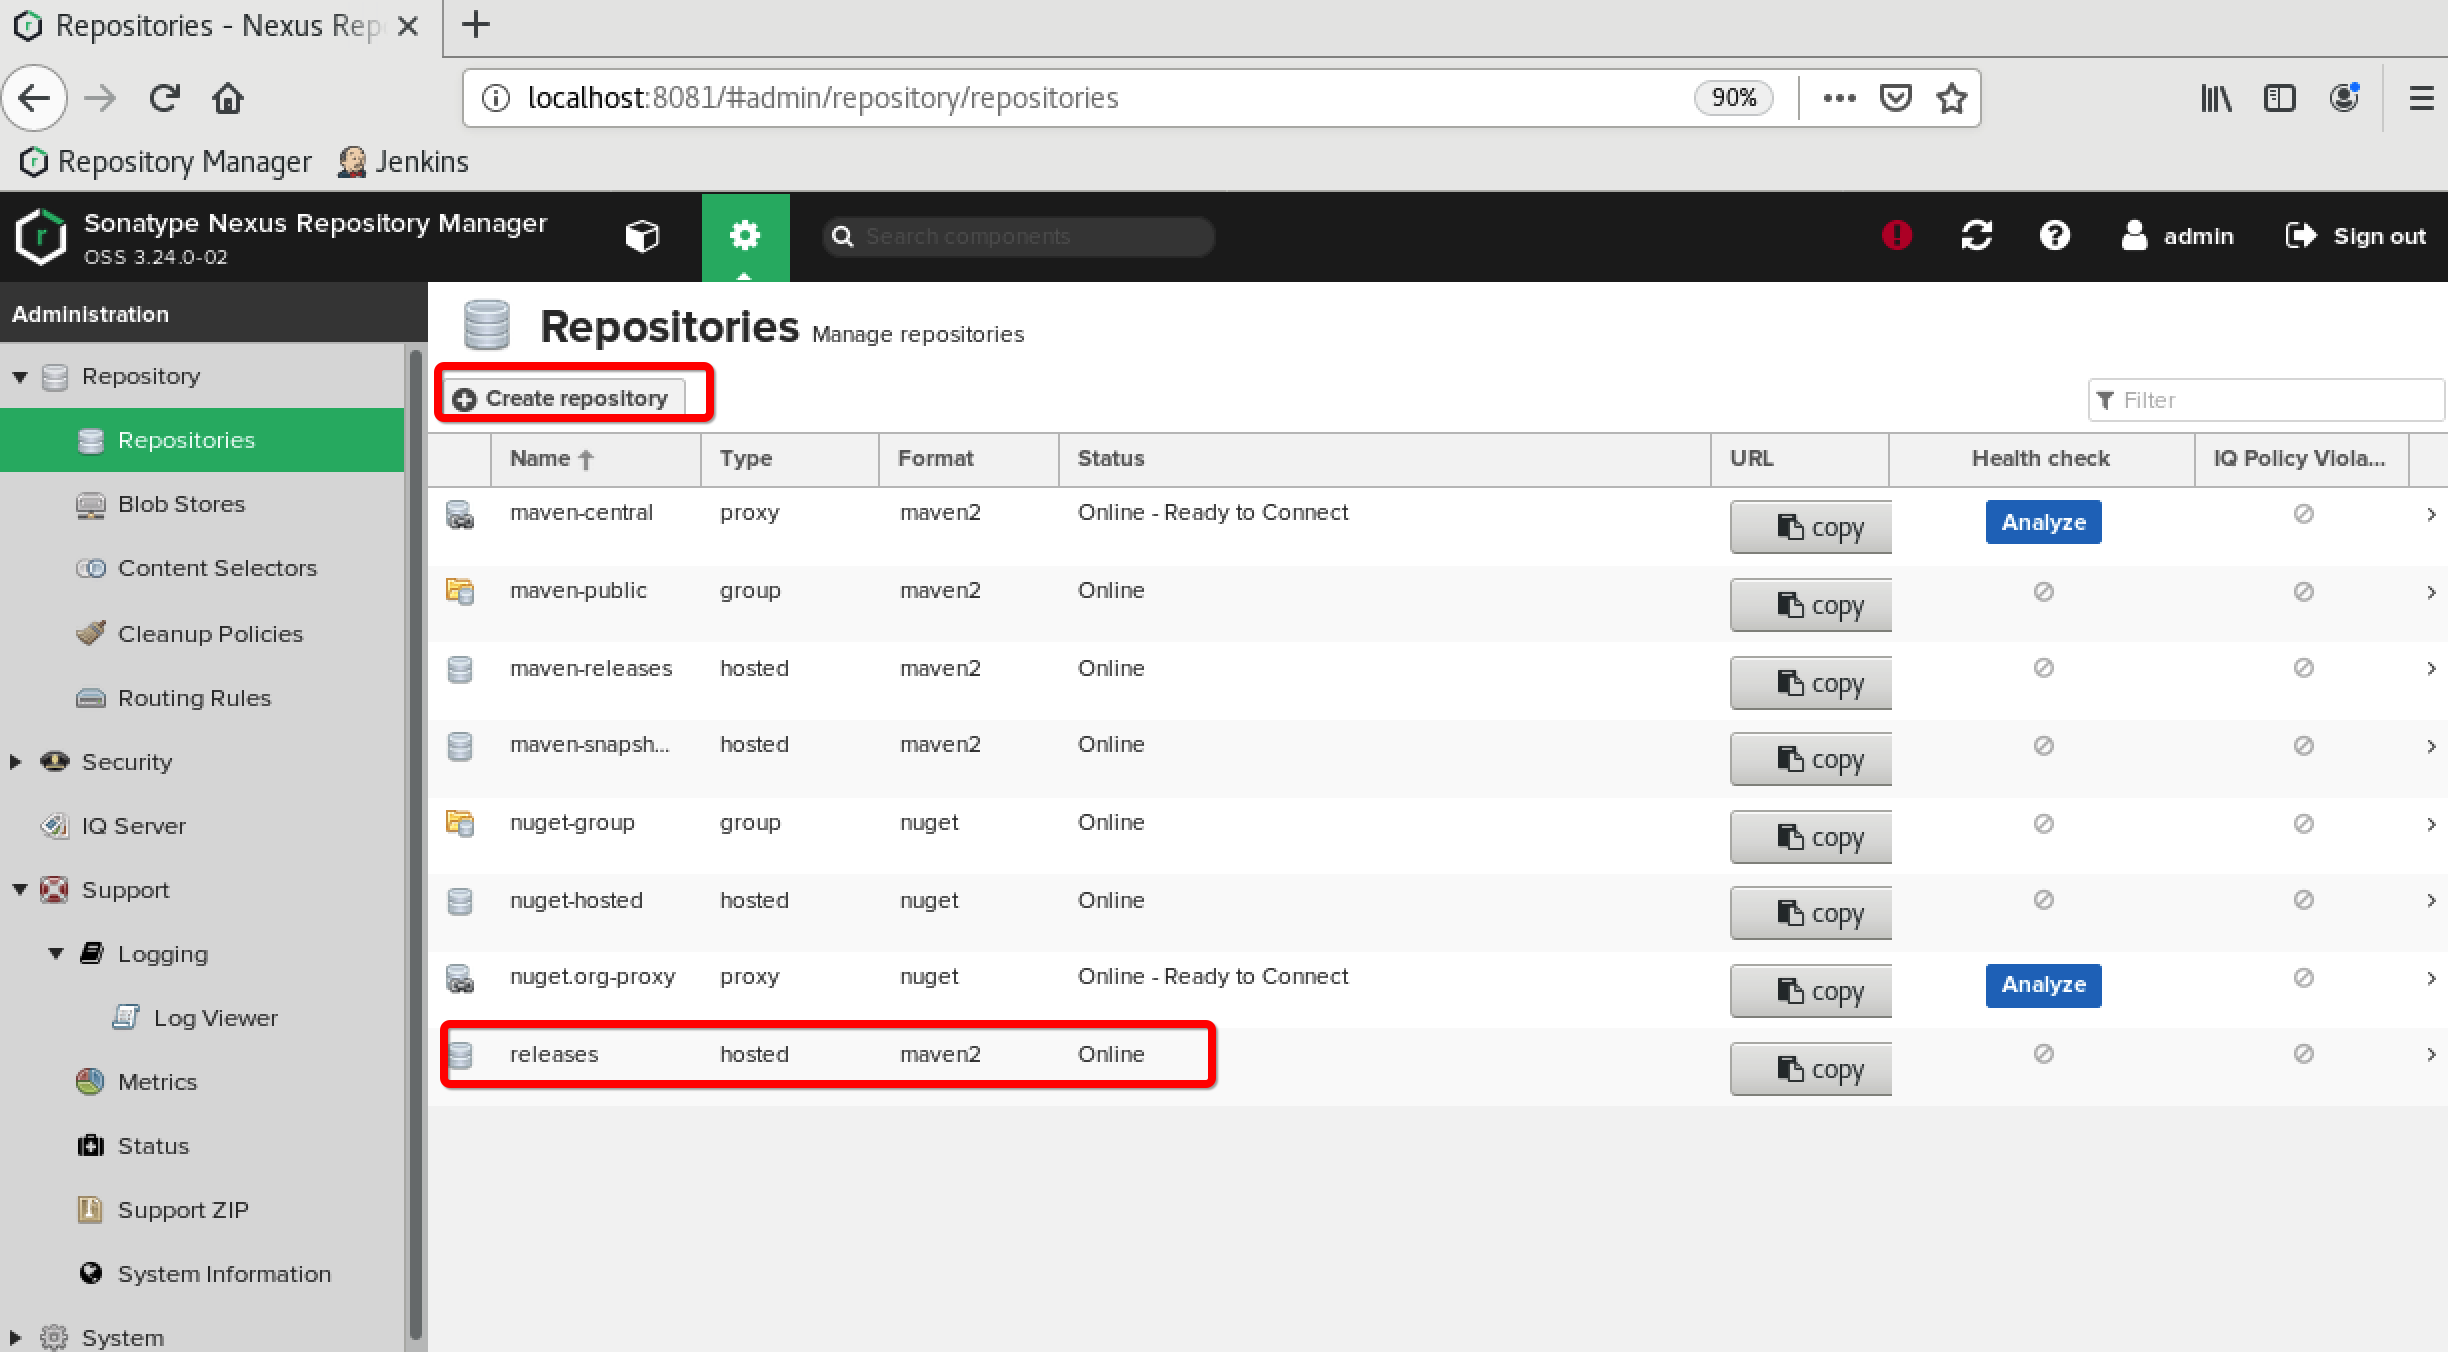 Repositories - Nexus Rep
localhost:8081/#admin/repository/repositories
90%
Repository Manager
Jenkins
Sonatype Nexus Repository Manager
OSS 3.24.0-02
Search components
admin
Sign out
Administration
Repository
Repositories
Blob Stores
Content Selectors
Cleanup Policies
Routing Rules
Security
IQ Server
Support
Logging
Log Viewer
Metrics
Status
Support ZIP
System Information
System
Repositories Manage repositories
Create repository
Filter
Name Type Format Status URL Health check IQ Policy Viola...
maven-central proxy maven2 Online - Ready to Connect copy Analyze
maven-public group maven2 Online copy
maven-releases hosted maven2 Online copy
maven-snapsh... hosted maven2 Online copy
nuget-group group nuget Online copy
nuget-hosted hosted nuget Online copy
nuget.org-proxy proxy nuget Online - Ready to Connect copy Analyze
releases hosted maven2 Online copy